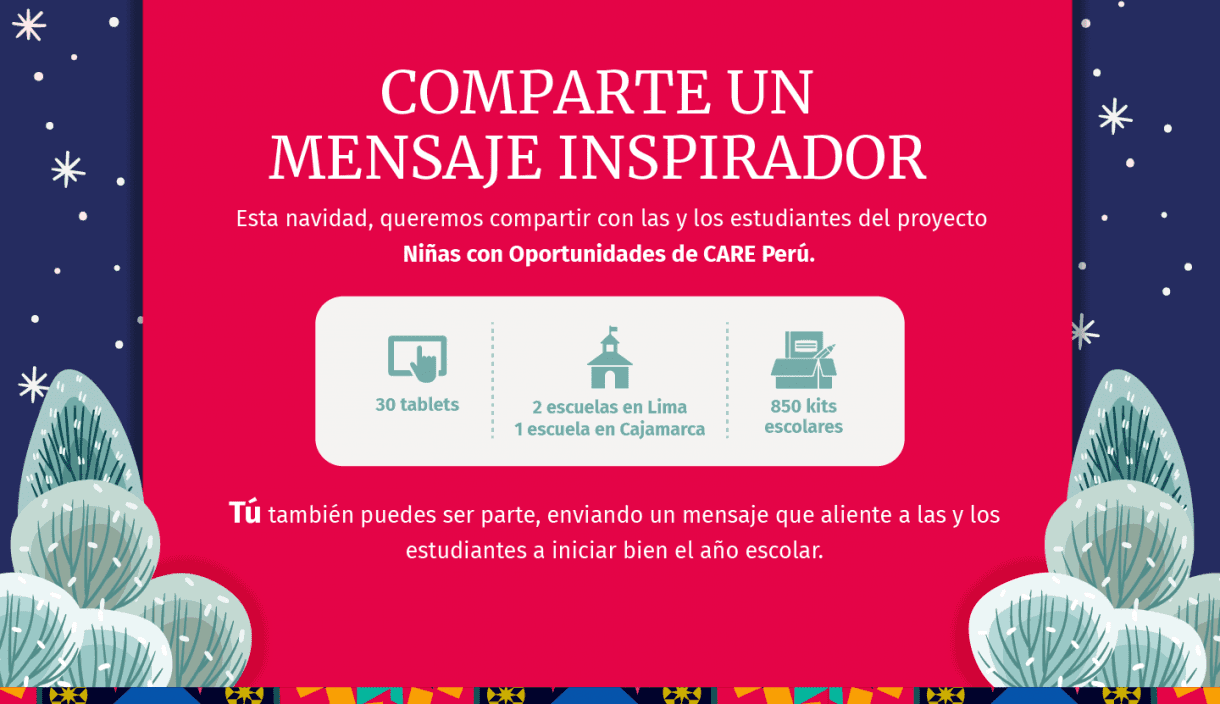 COMPARTE UN
MENSAJE INSPIRADOR
Esta navidad, queremos compartir con las y los estudiantes del proyecto
Niñas con Oportunidades de CARE Perú.
30 tablets
2 escuelas en Lima
1 escuela en Cajamarca
850 kits
escolares
Tú también puedes ser parte, enviando un mensaje que aliente a las y los
estudiantes a iniciar bien el año escolar.